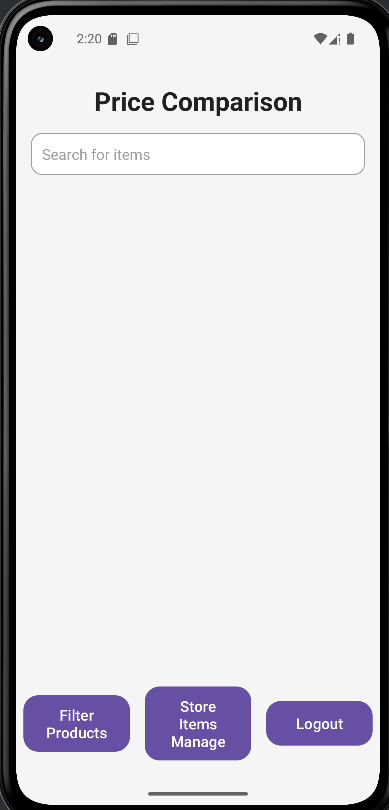 2:20
Price Comparison
Search for items
Filter
Products
Store
Items
Manage
Logout